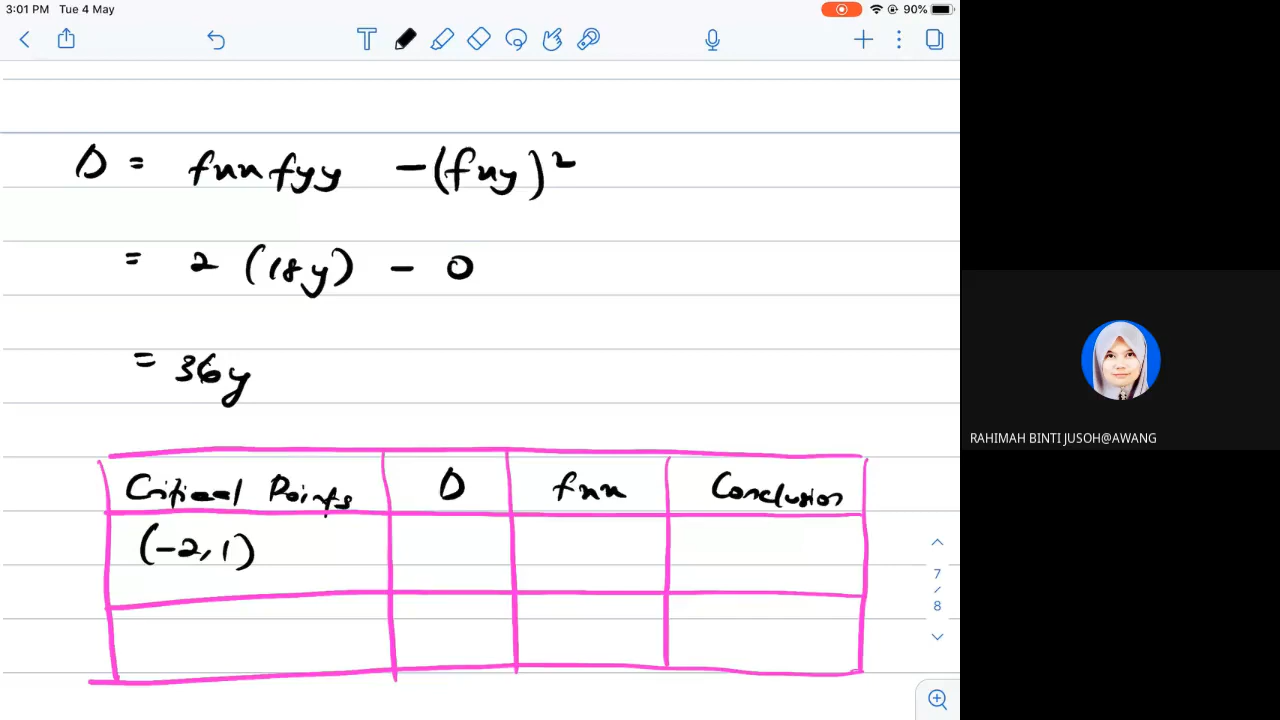 3:01 PM Tue 4 May
90%
D = fxx fyy - (fxy)²
= 2 (18y) - 0
= 36y
Critical Points D fxx Conclusion
(-2, 1)
7
/
8
RAHIMAH BINTI JUSOH@AWANG